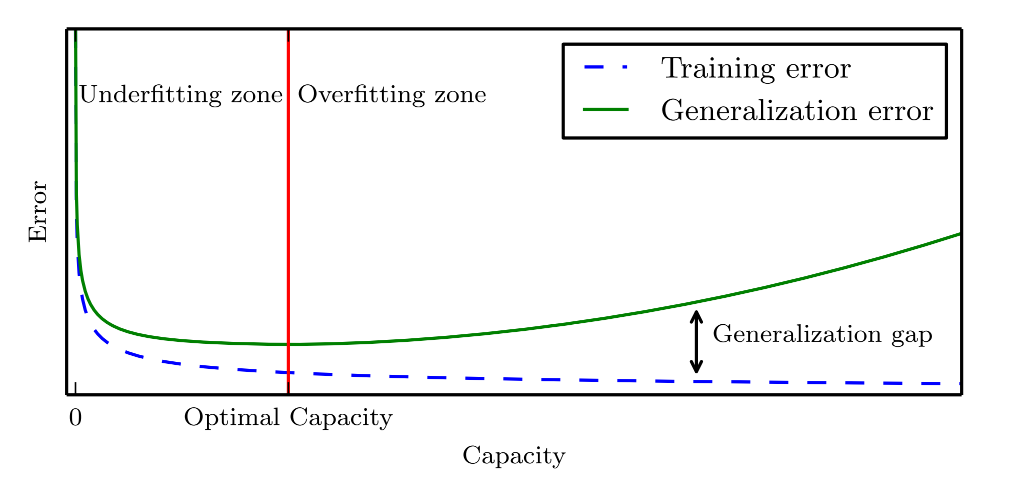 Underfitting zone
Overfitting zone
Training error
Generalization error
Error
Generalization gap
0
Optimal Capacity
Capacity